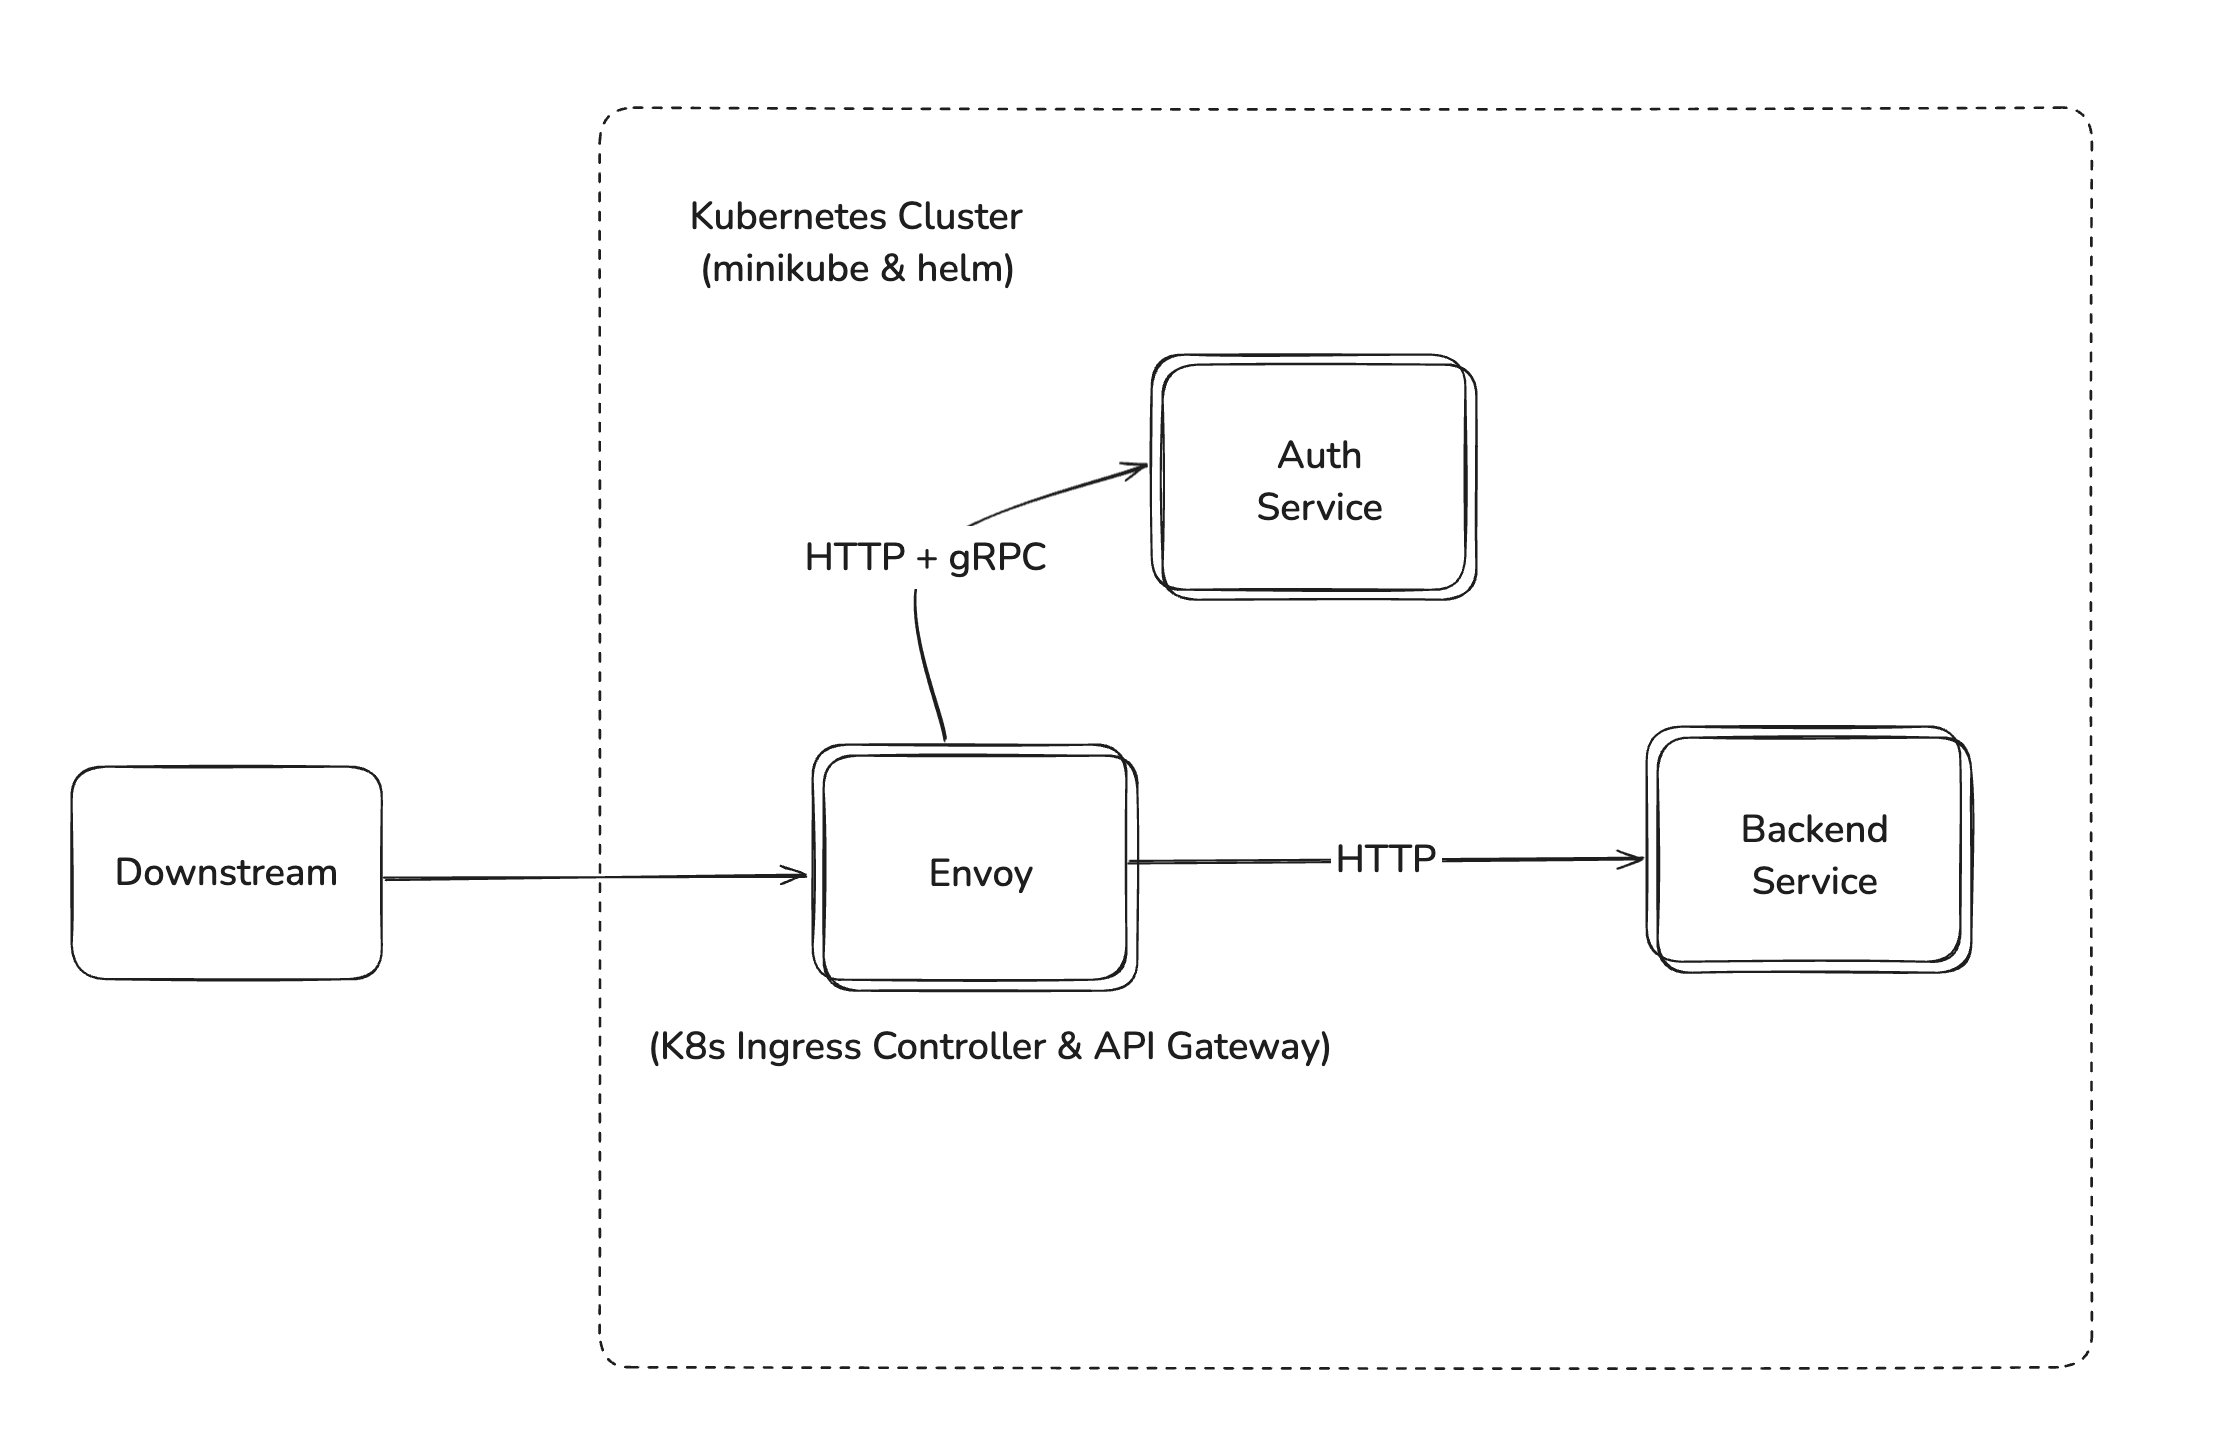 Kubernetes Cluster
(minikube & helm)
Auth
Service
HTTP + gRPC
Downstream
Envoy
HTTP
Backend
Service
(K8s Ingress Controller & API Gateway)